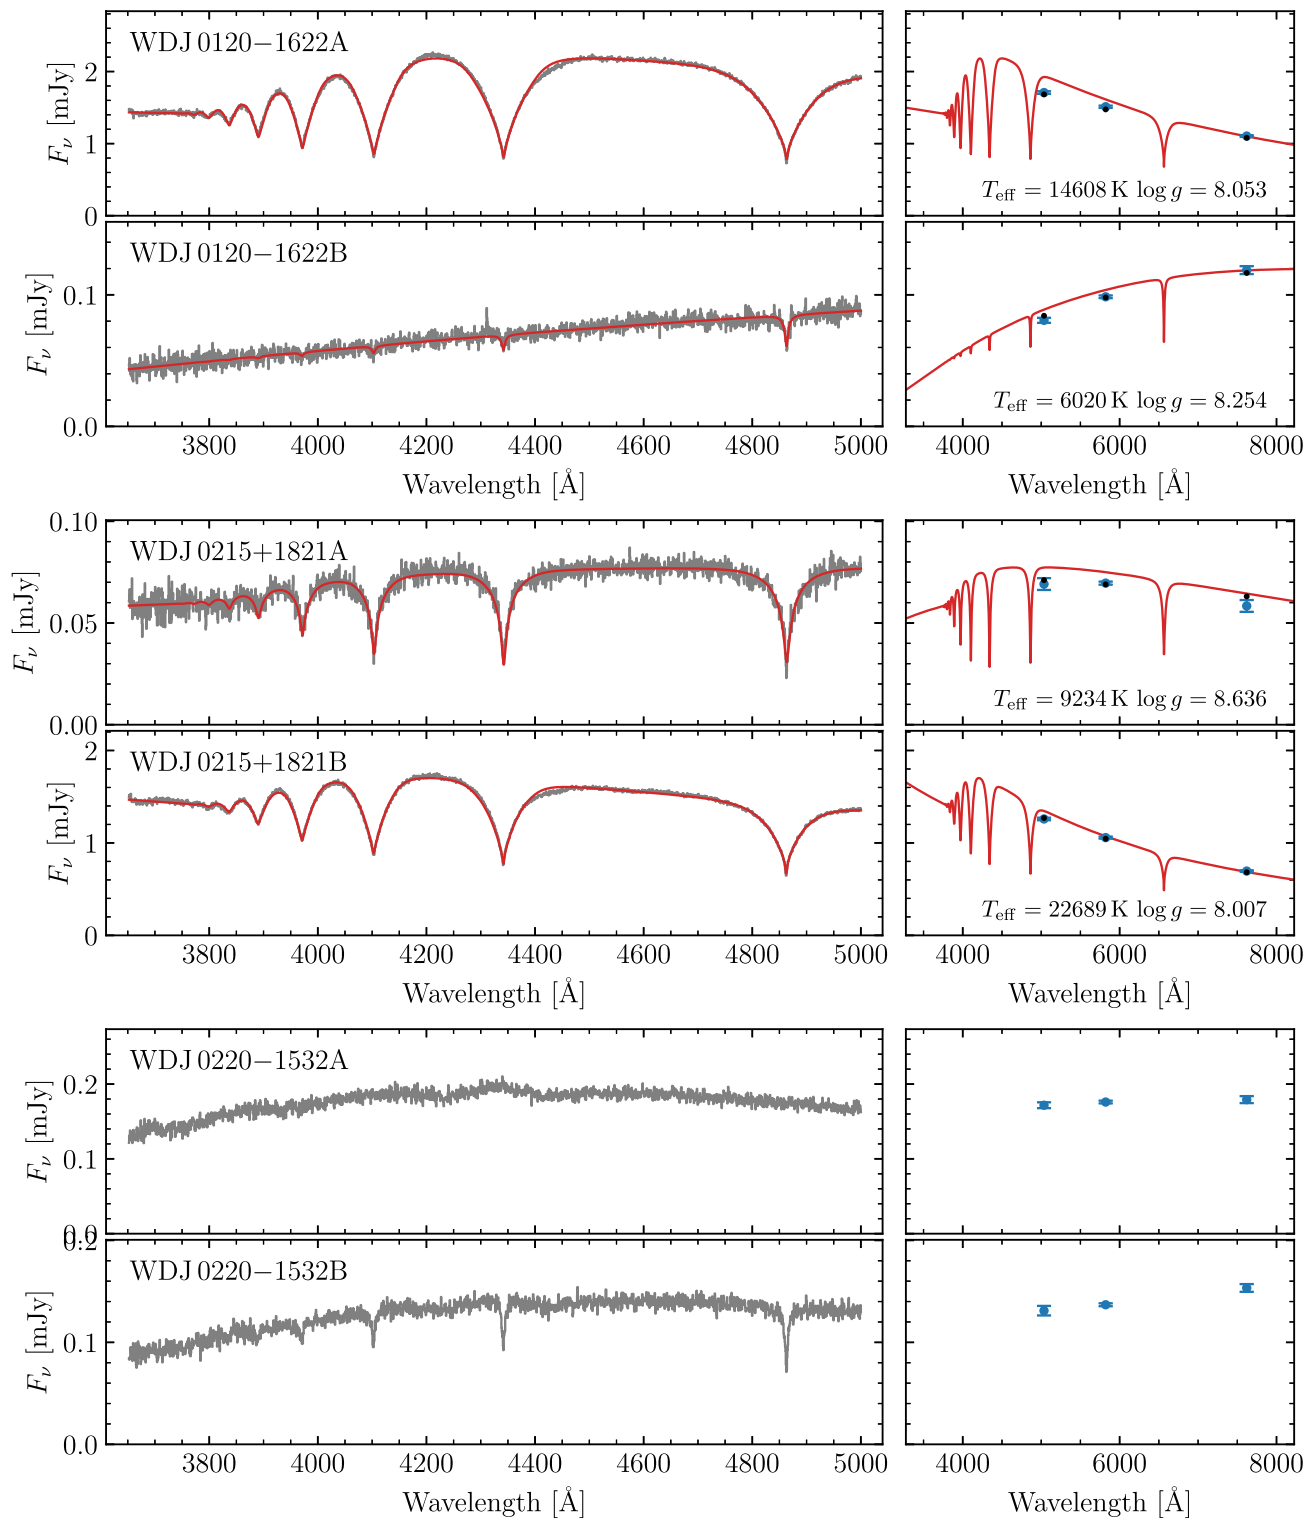 WDJ 0120−1622A
F_ν [mJy]
2
1
0
T_eff = 14608 K log g = 8.053
WDJ 0120−1622B
F_ν [mJy]
0.1
0.0
T_eff = 6020 K log g = 8.254
3800 4000 4200 4400 4600 4800 5000
4000 6000 8000
Wavelength [Å]
Wavelength [Å]
WDJ 0215+1821A
F_ν [mJy]
0.10
0.05
0.00
T_eff = 9234 K log g = 8.636
WDJ 0215+1821B
F_ν [mJy]
2
1
0
T_eff = 22689 K log g = 8.007
3800 4000 4200 4400 4600 4800 5000
4000 6000 8000
Wavelength [Å]
Wavelength [Å]
WDJ 0220−1532A
F_ν [mJy]
0.2
0.1
0.0
WDJ 0220−1532B
F_ν [mJy]
0.2
0.1
0.0
3800 4000 4200 4400 4600 4800 5000
4000 6000 8000
Wavelength [Å]
Wavelength [Å]